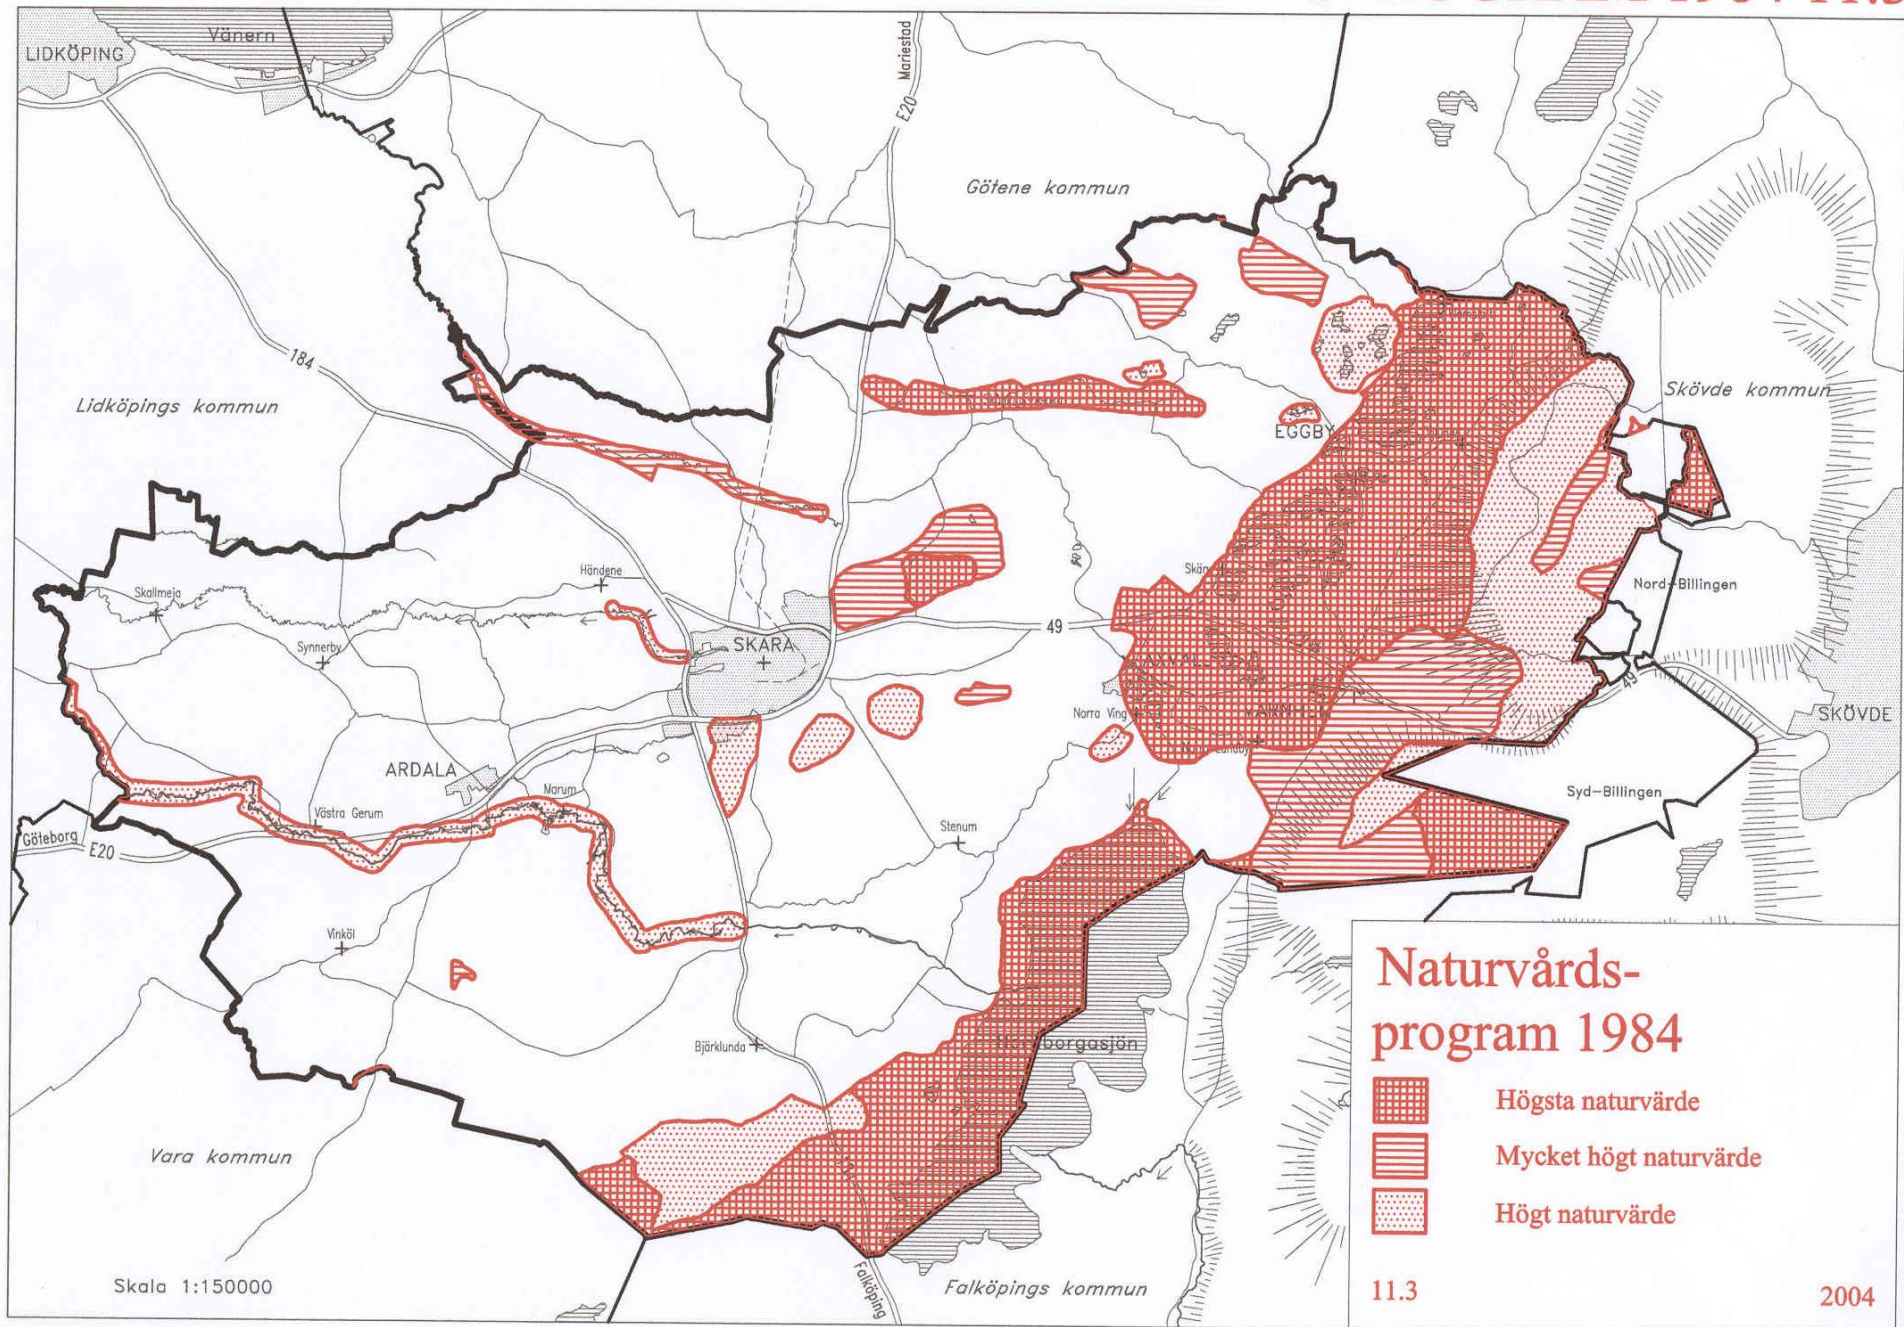 Vänern
LIDKÖPING
Mariestad
E20
Götene kommun
184
Lidköpings kommun
Skövde kommun
EGGBY
Händene
Skallmeja
Synnerby
SKARA
49
Nord-Billingen
AXVALL
Norra Ving
49
SKÖVDE
ARDALA
Marum
Västra Gerum
Syd-Billingen
Göteborg
E20
Stenum
Vinköl
Bjärklunda
Vara kommun
Skala 1:150000
Falköping
Falköpings kommun
Naturvårds-
program 1984
Högsta naturvärde
Mycket högt naturvärde
Högt naturvärde
11.3
2004